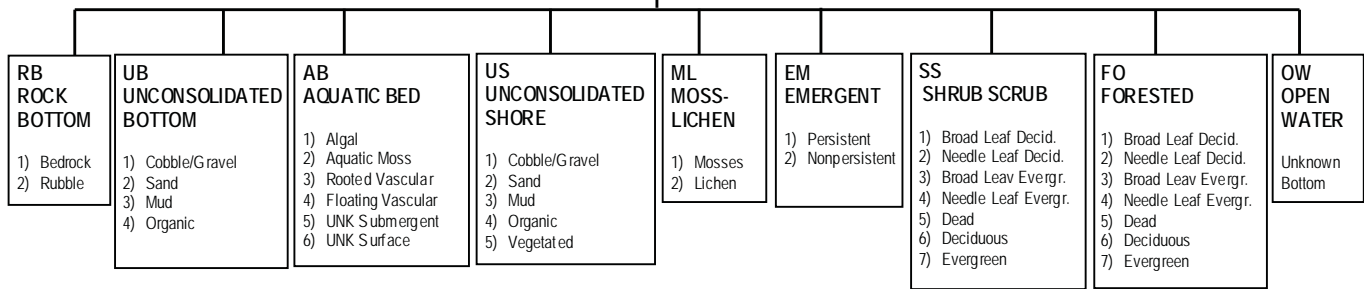 RB
ROCK
BOTTOM
1) Bedrock
2) Rubble
UB
UNCONSOLIDATED
BOTTOM
1) Cobble/Gravel
2) Sand
3) Mud
4) Organic
AB
AQUATIC BED
1) Algal
2) Aquatic Moss
3) Rooted Vascular
4) Floating Vascular
5) UNK Submergent
6) UNK Surface
US
UNCONSOLIDATED
SHORE
1) Cobble/Gravel
2) Sand
3) Mud
4) Organic
5) Vegetated
ML
MOSS-
LICHEN
1) Mosses
2) Lichen
EM
EMERGENT
1) Persistent
2) Nonpersistent
SS
SHRUB SCRUB
1) Broad Leaf Decid.
2) Needle Leaf Decid.
3) Broad Leav Evergr.
4) Needle Leaf Evergr.
5) Dead
6) Deciduous
7) Evergreen
FO
FORESTED
1) Broad Leaf Decid.
2) Needle Leaf Decid.
3) Broad Leav Evergr.
4) Needle Leaf Evergr.
5) Dead
6) Deciduous
7) Evergreen
OW
OPEN
WATER
Unknown
Bottom